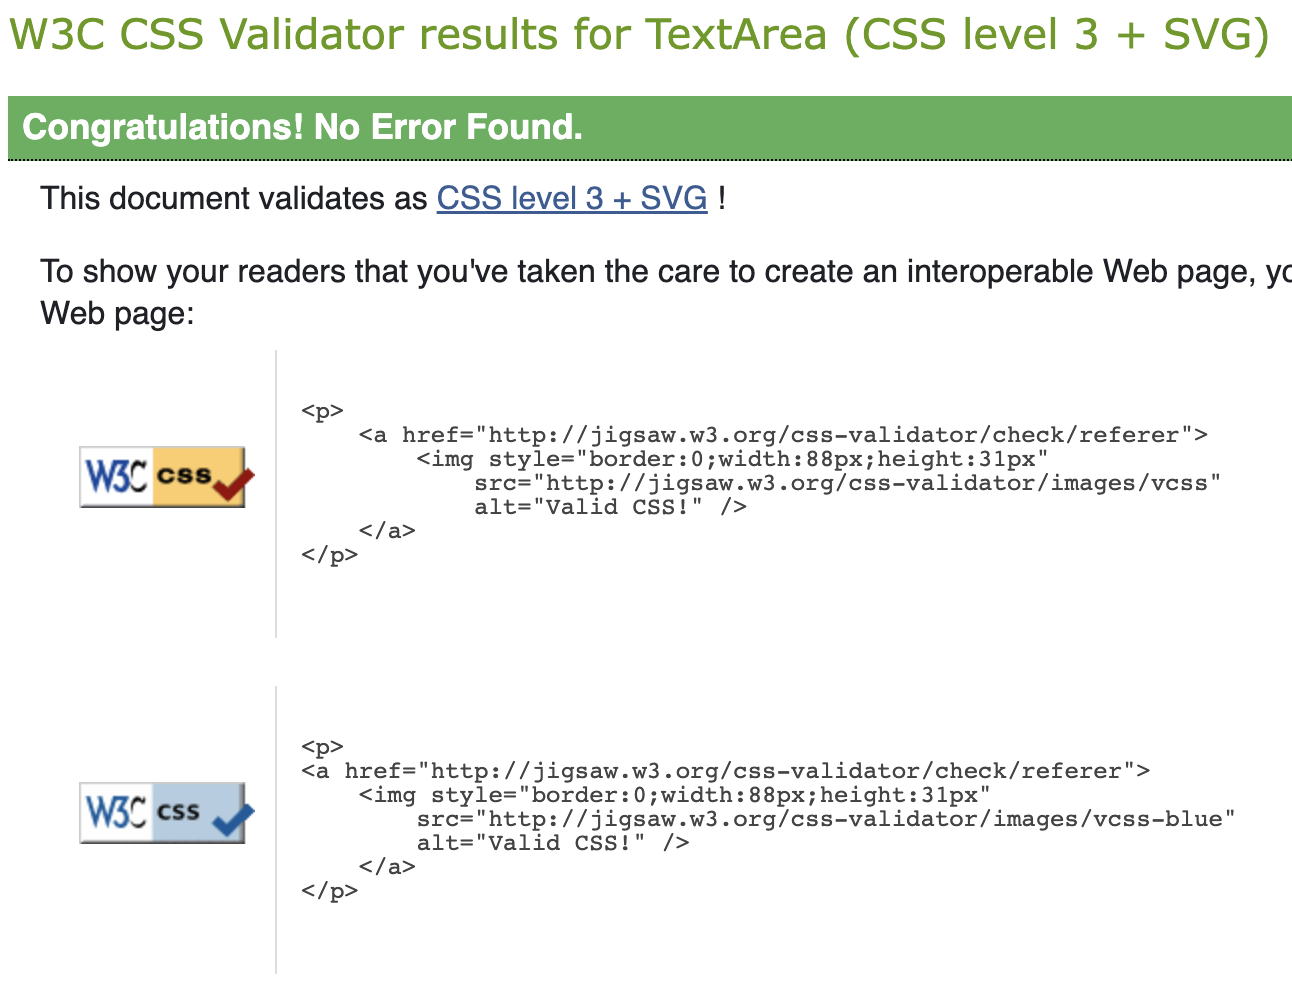 W3C CSS Validator results for TextArea (CSS level 3 + SVG)
Congratulations! No Error Found.
This document validates as CSS level 3 + SVG !
To show your readers that you've taken the care to create an interoperable Web page,
Web page:
<p>
    <a href="http://jigsaw.w3.org/css-validator/check/referer">
        <img style="border:0;width:88px;height:31px"
            src="http://jigsaw.w3.org/css-validator/images/vcss"
            alt="Valid CSS!" />
    </a>
</p>
W3C css
<p>
<a href="http://jigsaw.w3.org/css-validator/check/referer">
    <img style="border:0;width:88px;height:31px"
        src="http://jigsaw.w3.org/css-validator/images/vcss-blue"
        alt="Valid CSS!" />
    </a>
</p>
W3C css